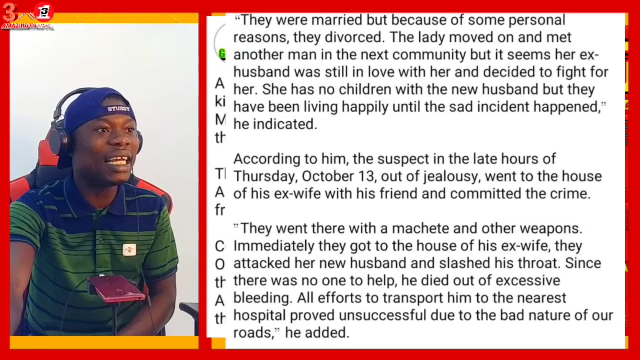 3
STUSSY
"They were married but because of some personal
reasons, they divorced. The lady moved on and met
another man in the next community but it seems her ex-
husband was still in love with her and decided to fight for
her. She has no children with the new husband but they
have been living happily until the sad incident happened,"
he indicated.
According to him, the suspect in the late hours of
Thursday, October 13, out of jealousy, went to the house
of his ex-wife with his friend and committed the crime.
"They went there with a machete and other weapons.
Immediately they got to the house of his ex-wife, they
attacked her new husband and slashed his throat. Since
there was no one to help, he died out of excessive
bleeding. All efforts to transport him to the nearest
hospital proved unsuccessful due to the bad nature of our
roads," he added.